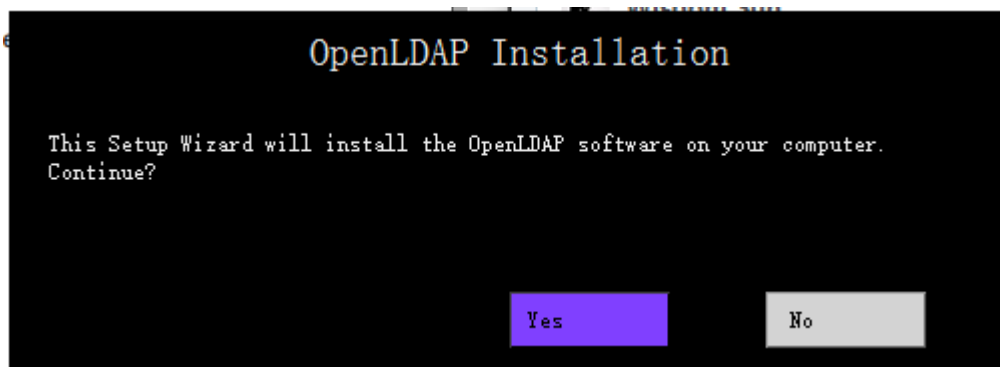 OpenLDAP Installation
This Setup Wizard will install the OpenLDAP software on your computer.
Continue?
Yes
No